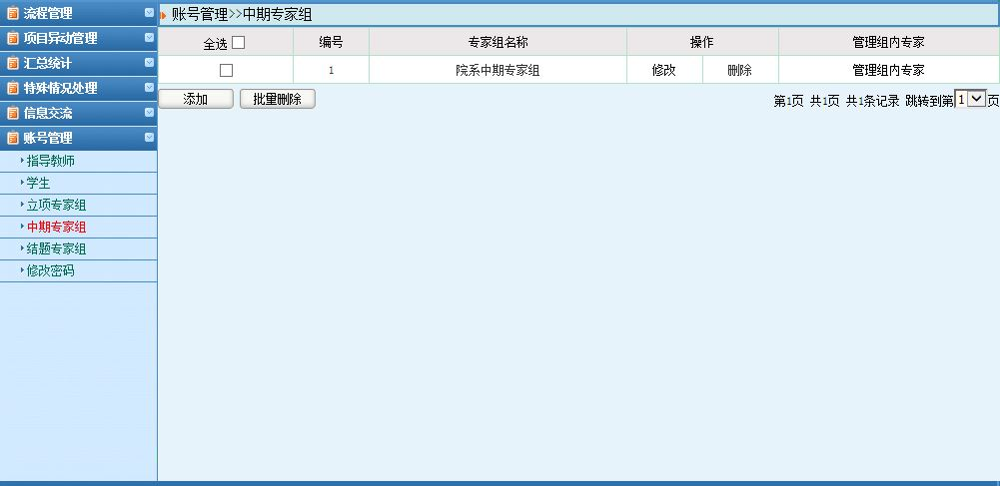 流程管理
项目异动管理
汇总统计
特殊情况处理
信息交流
账号管理
指导教师
学生
立项专家组
中期专家组
结题专家组
修改密码
账号管理>>中期专家组
全选 编号 专家组名称 操作 管理组内专家
1 院系中期专家组 修改 删除 管理组内专家
添加 批量删除 第1页 共1页 共1条记录 跳转到第 1 页